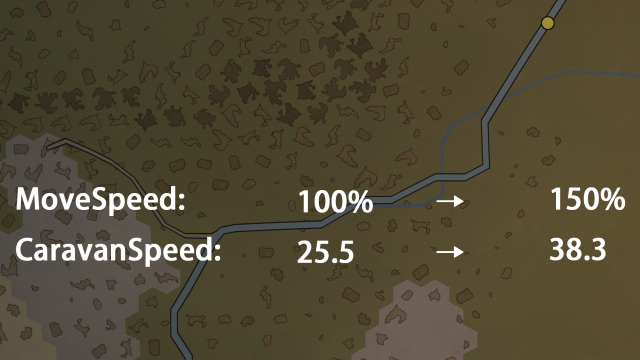 MoveSpeed: 100% → 150%
CaravanSpeed: 25.5 → 38.3